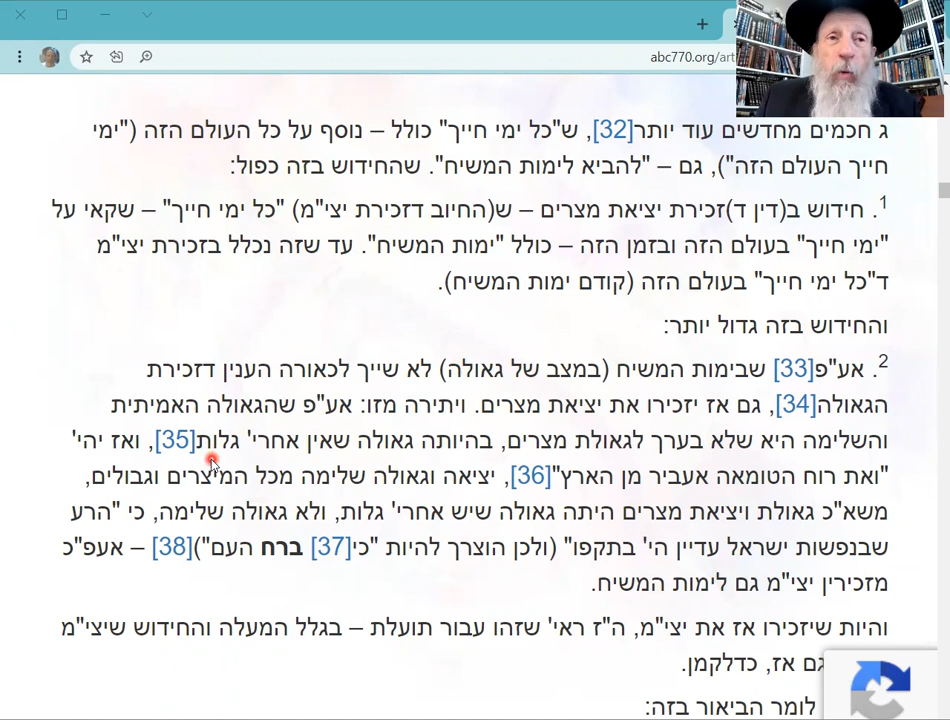 abc770.org/art
ג חכמים מחדשים עוד יותר[32], ש"כל ימי חייך" כולל – נוסף על כל העולם הזה ("ימי
חייך העולם הזה"), גם – "להביא לימות המשיח". שהחידוש בזה כפול:
1. חידוש ב(דין ד)זכירת יציאת מצרים – ש(החיוב דזכירת יצי"מ) "כל ימי חייך" – שקאי על
"ימי חייך" בעולם הזה ובזמן הזה – כולל "ימות המשיח". עד שזה נכלל בזכירת יצי"מ
ד"כל ימי חייך" בעולם הזה (קודם ימות המשיח).
והחידוש בזה גדול יותר:
2. אע"פ[33] שבימות המשיח (במצב של גאולה) לא שייך לכאורה הענין דזכירת
הגאולה[34], גם אז יזכירו את יציאת מצרים. ויתירה מזו: אע"פ שהגאולה האמיתית
והשלימה היא שלא בערך לגאולת מצרים, בהיותה גאולה שאין אחרי' גלות[35], ואז יהי'
"ואת רוח הטומאה אעביר מן הארץ"[36], יציאה וגאולה שלימה מכל המיצרים וגבולים,
משא"כ גאולת ויציאת מצרים היתה גאולה שיש אחרי' גלות, ולא גאולה שלימה, כי "הרע
שבנפשות ישראל עדיין הי' בתקפו" (ולכן הוצרך להיות "כי[37] ברח העם")[38] – אעפ"כ
מזכירין יצי"מ גם לימות המשיח.
והיות שיזכירו אז את יצי"מ, ה"ז ראי' שזהו עבור תועלת – בגלל המעלה והחידוש שיצי"מ
גם אז, כדלקמן.
לומר הביאור בזה: